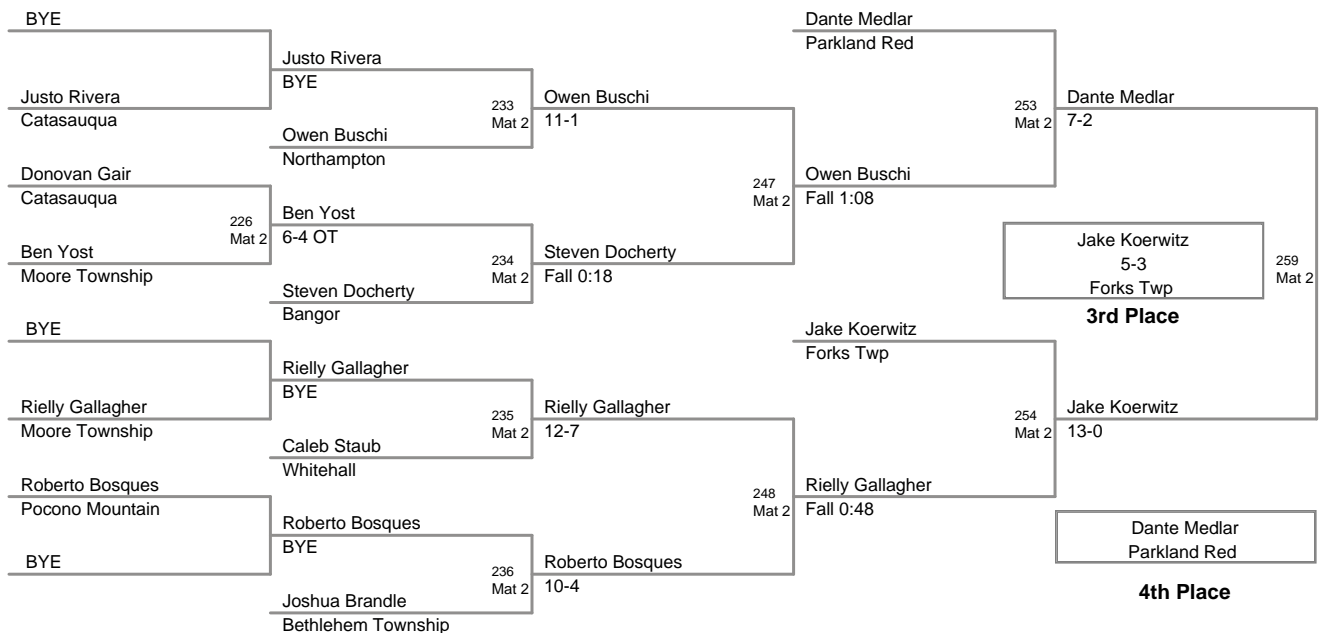 BYE
Justo Rivera
Catasauqua
Donovan Gair
Catasauqua
226
Mat 2
Ben Yost
Moore Township
BYE
Rielly Gallagher
Moore Township
Roberto Bosques
Pocono Mountain
BYE
Justo Rivera
BYE
233
Mat 2
Owen Buschi
Northampton
Ben Yost
6-4 OT
234
Mat 2
Steven Docherty
Bangor
Rielly Gallagher
BYE
235
Mat 2
Caleb Staub
Whitehall
Roberto Bosques
BYE
236
Mat 2
Joshua Brandle
Bethlehem Township
Owen Buschi
11-1
247
Mat 2
Steven Docherty
Fall 0:18
Rielly Gallagher
12-7
248
Mat 2
Roberto Bosques
10-4
Dante Medlar
Parkland Red
253
Mat 2
Owen Buschi
Fall 1:08
Jake Koerwitz
Forks Twp
254
Mat 2
Rielly Gallagher
Fall 0:48
Dante Medlar
7-2
259
Mat 2
Jake Koerwitz
13-0
Jake Koerwitz
5-3
Forks Twp
3rd Place
Dante Medlar
Parkland Red
4th Place